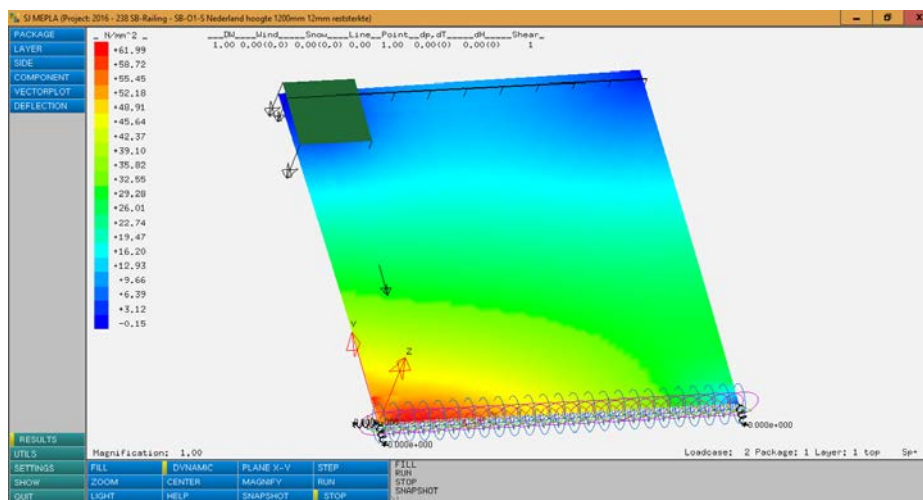 SJ MEPLA (Project: 2016 - 238 SB-Railing - SB-O1-S Nederland hoogte 1200mm 12mm reststerkte)
PACKAGE
LAYER
SIDE
COMPONENT
VECTORPLOT
DEFLECTION
_ N/mm^2 _
+61.99
+58.72
+55.45
+52.18
+48.91
+45.64
+42.37
+39.10
+35.82
+32.55
+29.28
+26.01
+22.74
+19.47
+16.20
+12.93
+9.66
+6.39
+3.12
-0.15
___DW___Wind_____Snow___Line__Point__dp,dT_____dH____Shear_
1.00 0.00(0.0) 0.00(0.0) 0.00 1.00 0.00(0) 0.00(0) 1
Y
Z
0.000e+000
0.000e+000
Magnification: 1.00
Loadcase: 2 Package: 1 Layer: 1 top Sp+
RESULTS
UTILS
SETTINGS
SHOW
QUIT
FILL DYNAMIC PLANE X-Y STEP
ZOOM CENTER MAGNIFY RUN
LIGHT HELP SNAPSHOT STOP
FILL
RUN
STOP
SNAPSHOT